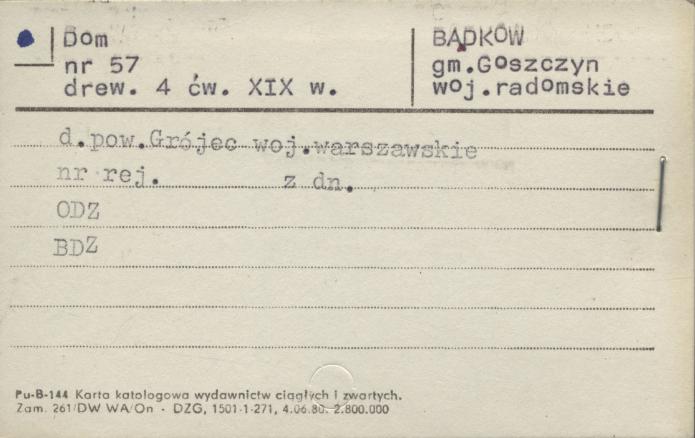 Dom
nr 57
drew. 4 ćw. XIX w.
BĄDKÓW
gm.Goszczyn
woj.radomskie
d.pow.Grójec woj.warszawskie
nr rej. z dn.
ODZ
BDZ
Pu-B-144 Karta katalogowa wydawnictw ciągłych i zwartych.
Zam. 261/DW WA/On - DZG, 1501-1-271, 4.06.80. 2.800.000